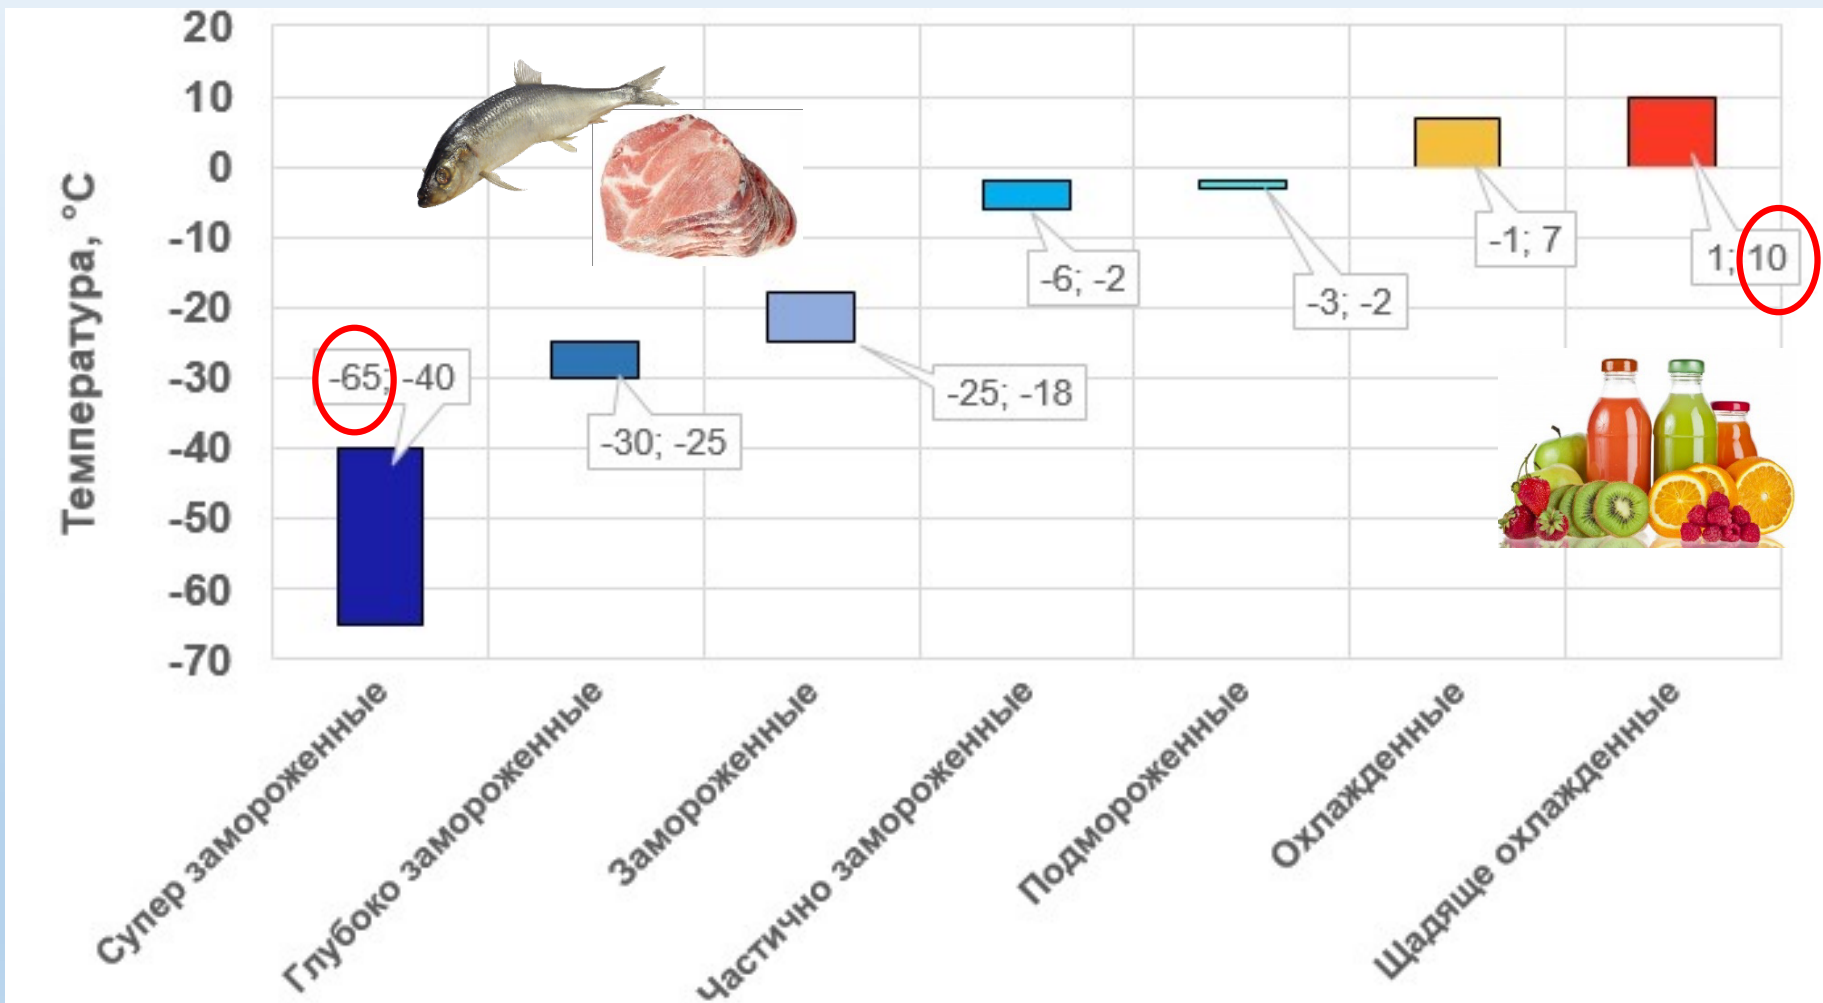 Температура, °C
20
10
0
-10
-20
-30
-40
-50
-60
-70
-65; -40
-30; -25
-25; -18
-6; -2
-3; -2
-1; 7
1; 10
Супер замороженные
Глубоко замороженные
Замороженные
Частично замороженные
Подмороженные
Охлажденные
Щадяще охлажденные